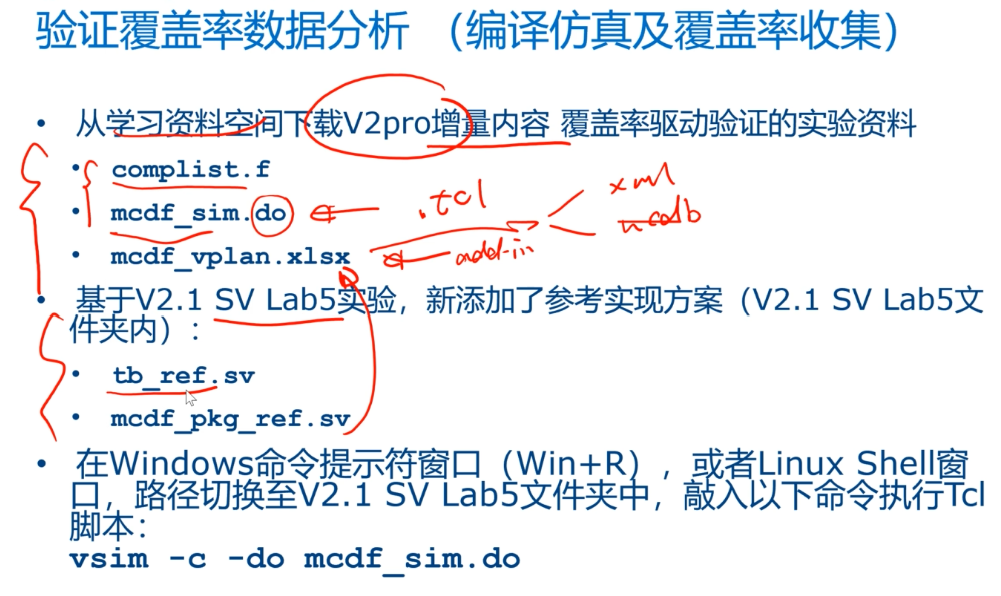 验证覆盖率数据分析 （编译仿真及覆盖率收集）
• 从学习资料空间下载V2pro增量内容 覆盖率驱动验证的实验资料
• complist.f
• mcdf_sim.do
.tcl
xml
ucdb
• mcdf_vplan.xlsx
add-in
• 基于V2.1 SV Lab5实验，新添加了参考实现方案（V2.1 SV Lab5文
件夹内）：
• tb_ref.sv
• mcdf_pkg_ref.sv
• 在Windows命令提示符窗口（Win+R），或者Linux Shell窗
口，路径切换至V2.1 SV Lab5文件夹中，敲入以下命令执行Tcl
脚本：
vsim -c -do mcdf_sim.do